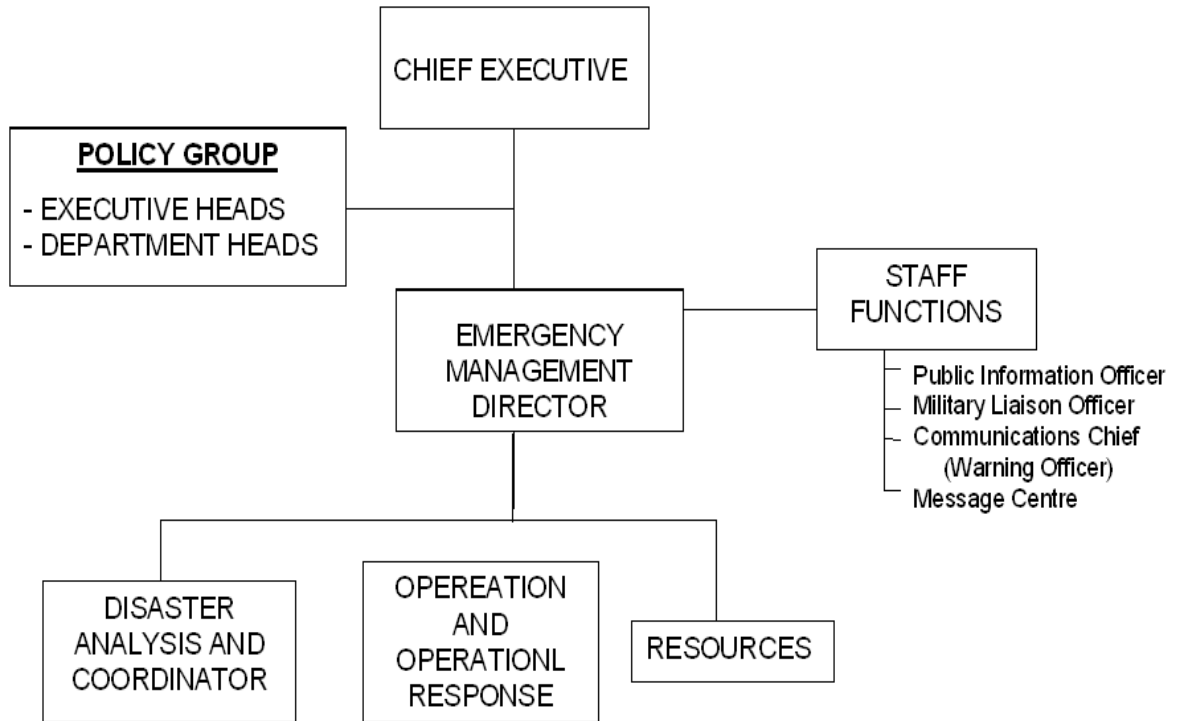 CHIEF EXECUTIVE
POLICY GROUP
- EXECUTIVE HEADS
- DEPARTMENT HEADS
STAFF
FUNCTIONS
Public Information Officer
Military Liaison Officer
Communications Chief
(Warning Officer)
Message Centre
EMERGENCY
MANAGEMENT
DIRECTOR
DISASTER
ANALYSIS AND
COORDINATOR
OPEREATION
AND
OPERATIONL
RESPONSE
RESOURCES